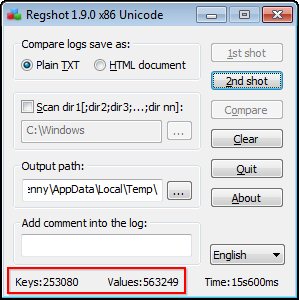 Regshot 1.9.0 x86 Unicode
Compare logs save as:
Plain TXT
HTML document
1st shot
2nd shot
Scan dir1[;dir2;dir3;...;dir nn]:
Compare
C:\Windows
...
Clear
Output path:
Quit
enny\AppData\Local\Temp\
...
About
Add comment into the log:
English
Keys:253080
Values:563249
Time:15s600ms